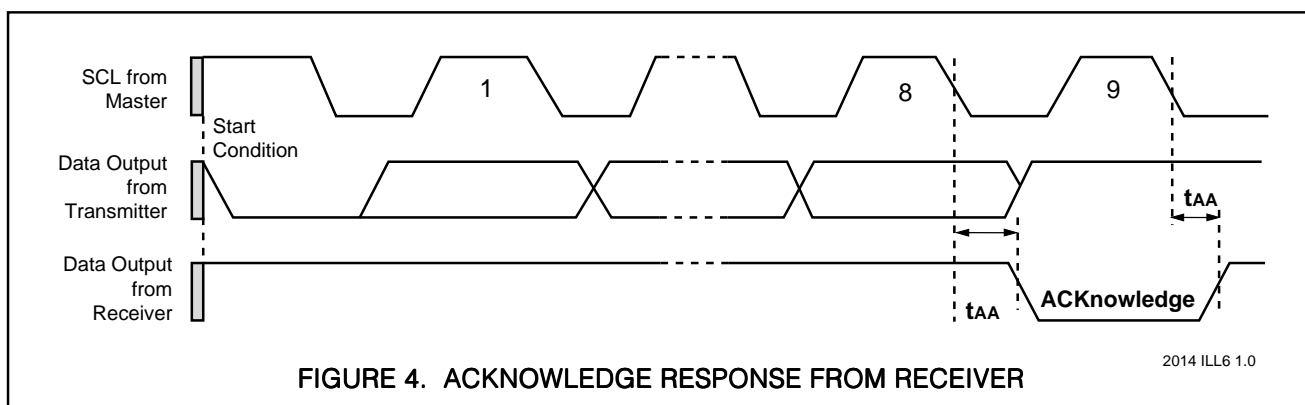 SCL from
Master
1
8
9
Start
Condition
Data Output
from
Transmitter
tAA
Data Output
from
Receiver
tAA
ACKnowledge
FIGURE 4. ACKNOWLEDGE RESPONSE FROM RECEIVER
2014 ILL6 1.0